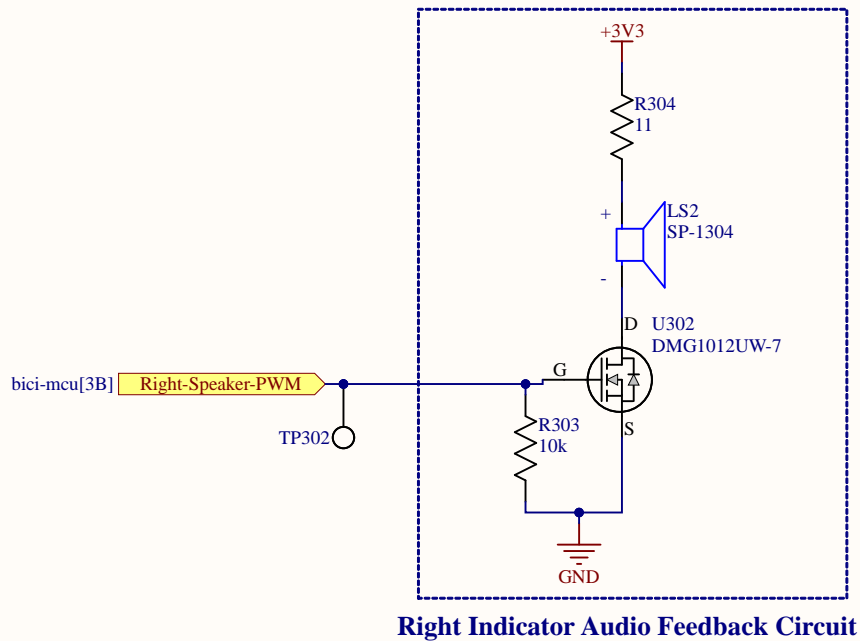 +3V3
R304
11
+
LS2
SP-1304
-
D
U302
DMG1012UW-7
G
bici-mcu[3B]
Right-Speaker-PWM
TP302
R303
10k
S
GND
Right Indicator Audio Feedback Circuit